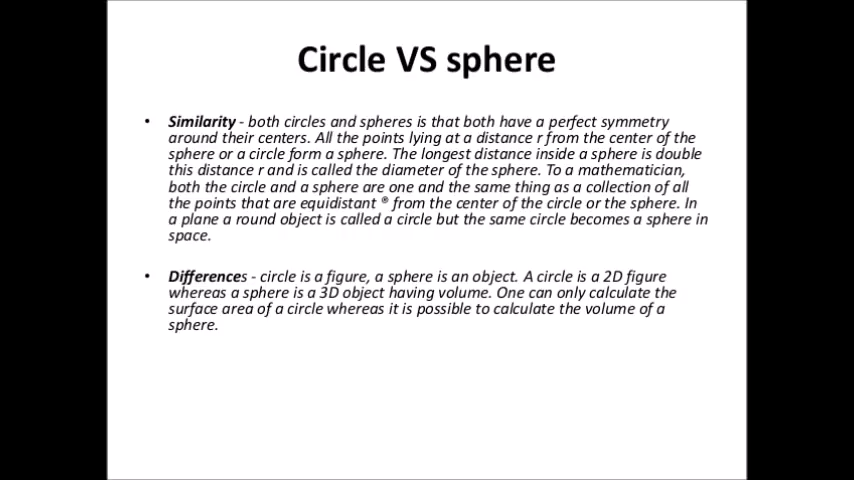 Circle VS sphere
• Similarity - both circles and spheres is that both have a perfect symmetry
around their centers. All the points lying at a distance r from the center of the
sphere or a circle form a sphere. The longest distance inside a sphere is double
this distance r and is called the diameter of the sphere. To a mathematician,
both the circle and a sphere are one and the same thing as a collection of all
the points that are equidistant ® from the center of the circle or the sphere. In
a plane a round object is called a circle but the same circle becomes a sphere in
space.
• Differences - circle is a figure, a sphere is an object. A circle is a 2D figure
whereas a sphere is a 3D object having volume. One can only calculate the
surface area of a circle whereas it is possible to calculate the volume of a
sphere.